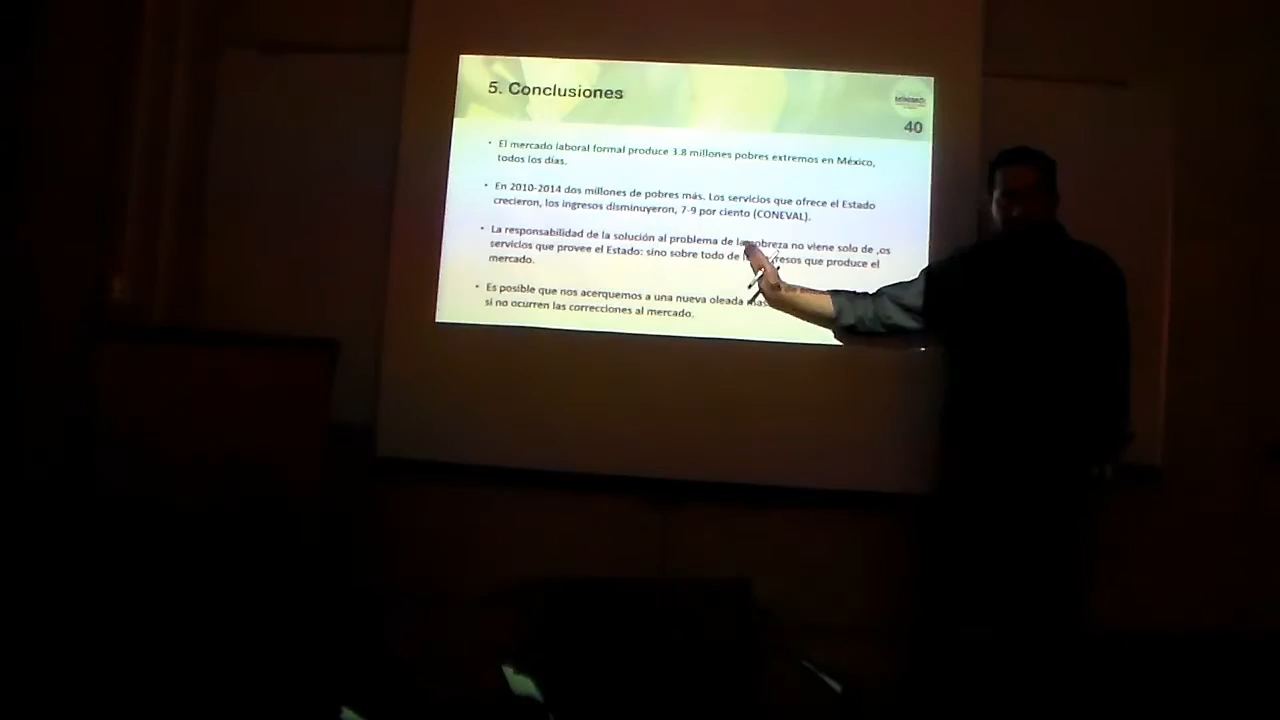 5. Conclusiones
40
• El mercado laboral formal produce 3.8 millones pobres extremos en México,
todos los días.
• En 2010-2014 dos millones de pobres más. Los servicios que ofrece el Estado
crecieron, los ingresos disminuyeron, 7-9 por ciento (CONEVAL).
• La responsabilidad de la solución al problema de la pobreza no viene solo de ,os
servicios que provee el Estado: sino sobre todo de que produce el
mercado.
• Es posible que nos acerquemos a una nueva oleada
si no ocurren las correcciones al mercado.